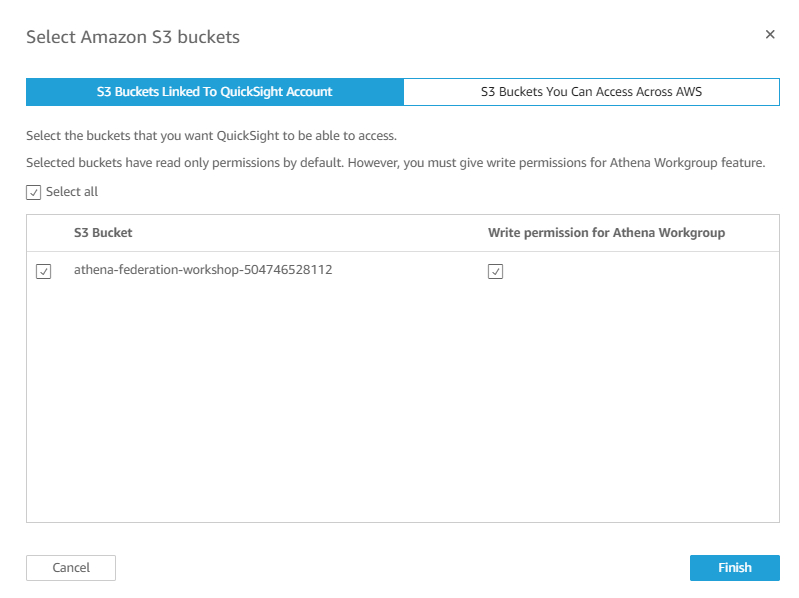 Select Amazon S3 buckets
S3 Buckets Linked To QuickSight Account
S3 Buckets You Can Access Across AWS
Select the buckets that you want QuickSight to be able to access.
Selected buckets have read only permissions by default. However, you must give write permissions for Athena Workgroup feature.
Select all
S3 Bucket
Write permission for Athena Workgroup
athena-federation-workshop-504746528112
Cancel
Finish